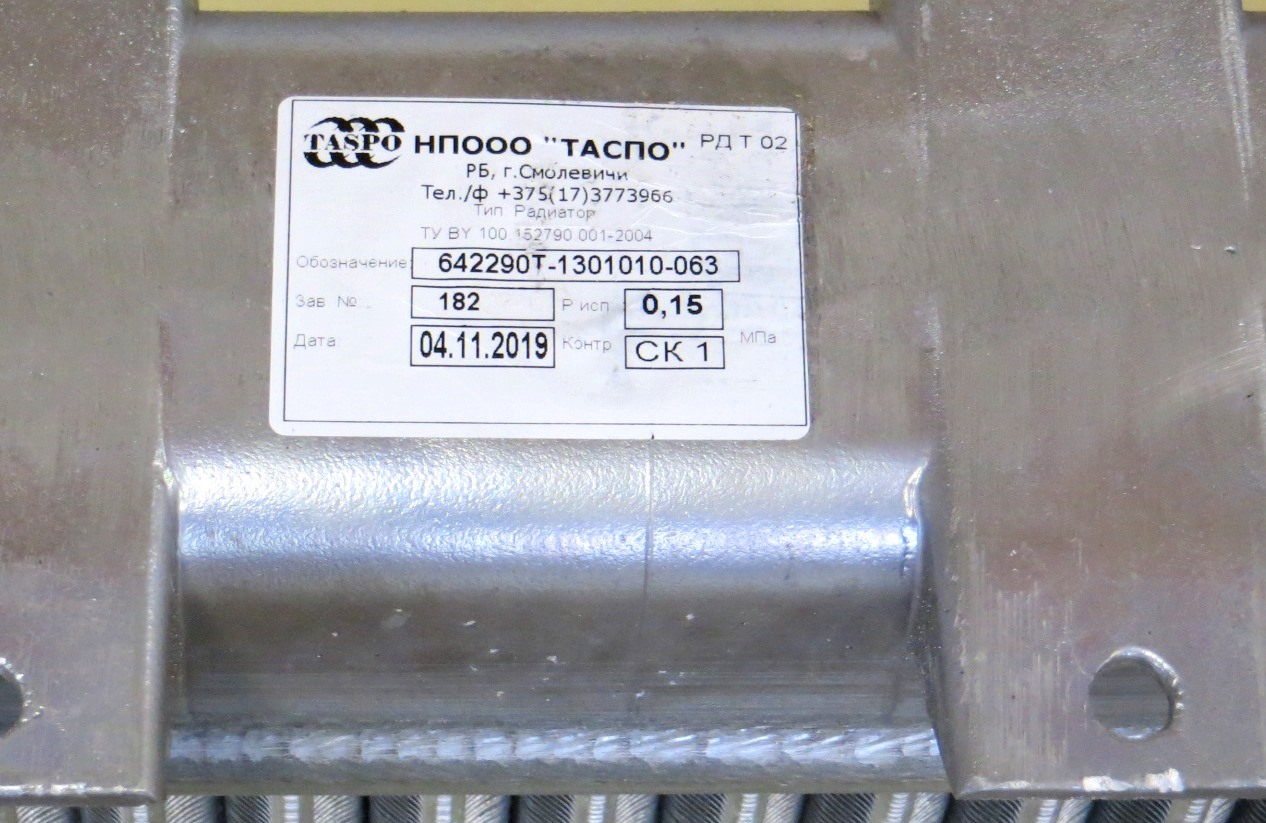 TASPO НПООО "ТАСПО" РД Т 02
РБ, г.Смолевичи
Тел./ф +375(17)3773966
Тип Радиатор
ТУ BY 100 152790 001-2004
Обозначение 642290Т-1301010-063
Зав № 182 Р исп 0,15
МПа
Дата 04.11.2019 Контр СК 1